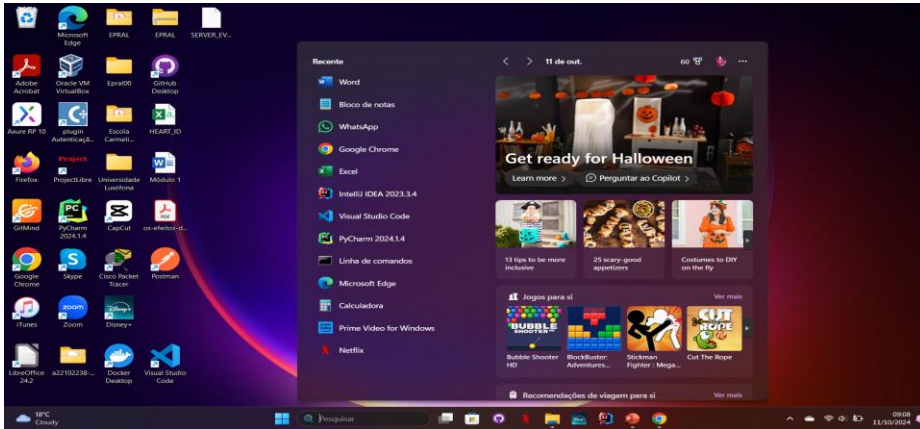 Microsoft
Edge
EPRAL
EPRAL
SERVER_EV...
Adobe
Acrobat
Oracle VM
VirtualBox
Epral00
GitHub
Desktop
Axure RP 10
plugin
Autenticaçã...
Escola
Carmeli...
HEART_ID
Firefox
Project
ProjectLibre
Universidade
Lusófona
Módulo 1
GitMind
PyCharm
2024.1.4
CapCut
os-efeitos-d...
Google
Chrome
Skype
Cisco Packet
Tracer
Postman
iTunes
zoom
Zoom
Disney+
Disney+
LibreOffice
24.2
a22102238-...
Docker
Desktop
Visual Studio
Code
Recente
Word
Bloco de notas
WhatsApp
Google Chrome
Excel
IntelliJ IDEA 2023.3.4
Visual Studio Code
PyCharm 2024.1.4
Linha de comandos
Microsoft Edge
Calculadora
Prime Video for Windows
Netflix
11 de out.
60
Get ready for Halloween
Learn more >
Perguntar ao Copilot >
13 tips to be more
inclusive
25 scary-good
appetizers
Costumes to DIY
on the fly
Jogos para si
Ver mais
BUBBLE
SHOOTER
CUT
ROPE
Bubble Shooter
HD
BlockBuster:
Adventures...
Stickman
Fighter : Mega...
Cut The Rope
Recomendações de viagem para si
Ver mais
18°C
Cloudy
Pesquisar
09:08
11/10/2024